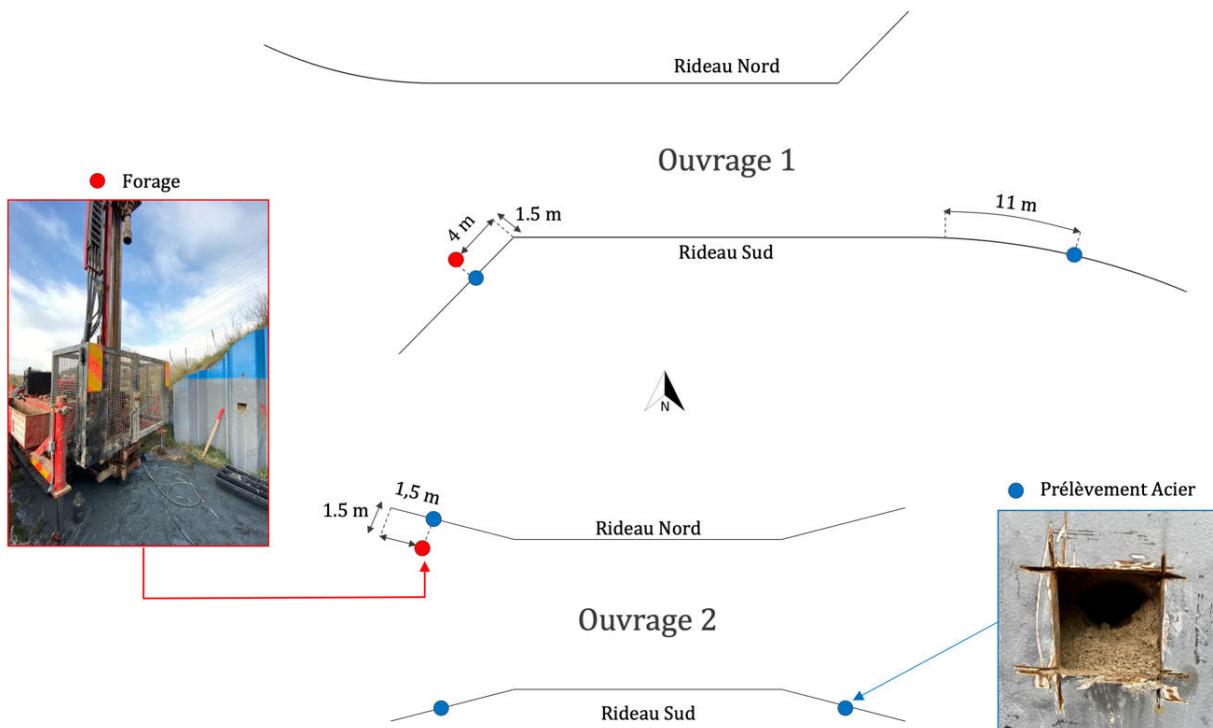 Rideau Nord
Ouvrage 1
Forage
4 m
1.5 m
11 m
Rideau Sud
N
1,5 m
1.5 m
Prélèvement Acier
Rideau Nord
Ouvrage 2
Rideau Sud